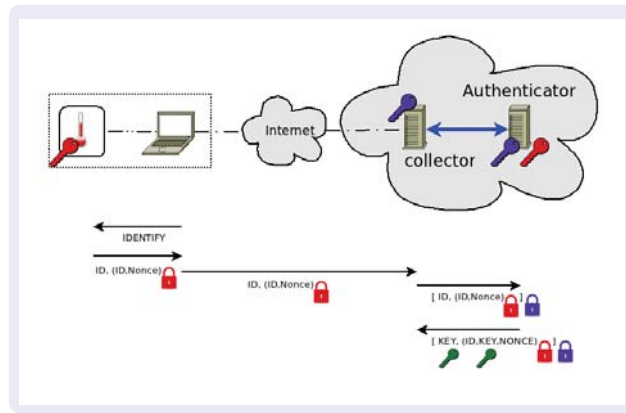 Authenticator
Internet
collector
IDENTIFY
ID, (ID,Nonce)
ID, (ID,Nonce)
[ ID, (ID,Nonce) ]
[ KEY, (ID,KEY,NONCE) ]